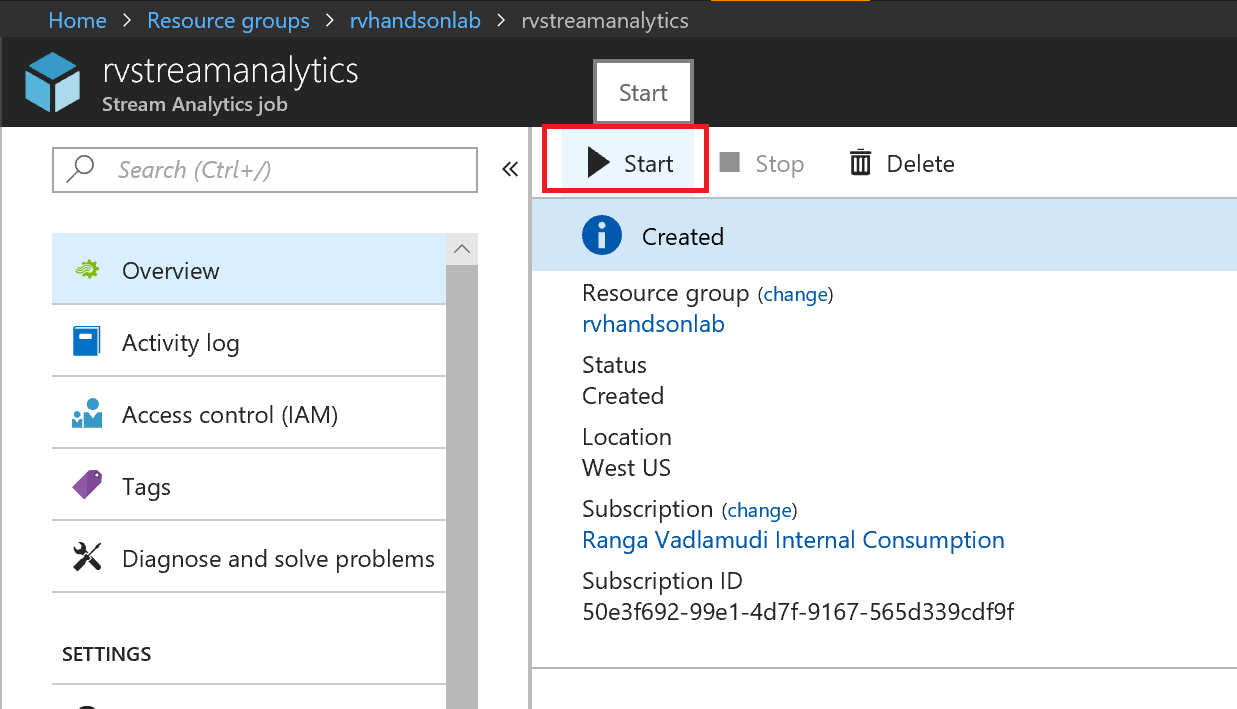 Home > Resource groups > rvhandsonlab > rvstreamanalytics
rvstreamanalytics
Stream Analytics job
Start
Search (Ctrl+/)
«
Start
Stop
Delete
Created
Overview
Activity log
Access control (IAM)
Tags
Diagnose and solve problems
SETTINGS
Resource group (change)
rvhandsonlab
Status
Created
Location
West US
Subscription (change)
Ranga Vadlamudi Internal Consumption
Subscription ID
50e3f692-99e1-4d7f-9167-565d339cdf9f